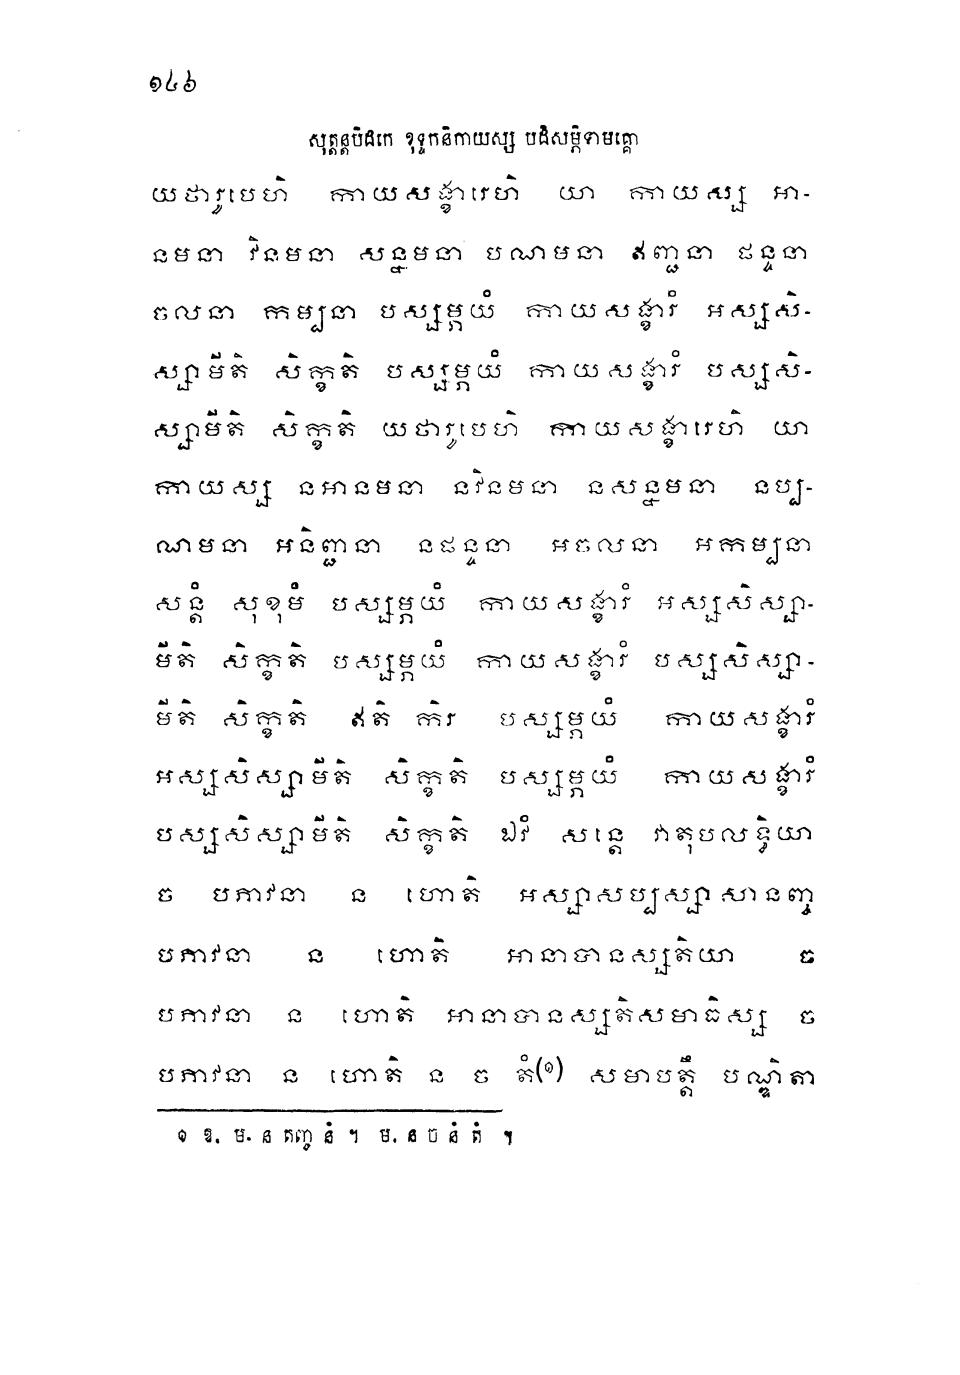 ១៤៦
សុត្តន្តបិដកេ ខុទ្ទកនិកាយស្ស បដិសម្ភិទាមគ្គោ
យថារូបេហិ កាយសង្ខារេហិ យា កាយស្ស អា-
នមនា វិនមនា សន្នមនា បណាមនា ឥញ្ជនា ផន្ទនា
ចលនា កម្បនា បស្សម្ភយំ កាយសង្ខារំ អស្សសិ-
ស្សាមីតិ សិក្ខតិ បស្សម្ភយំ កាយសង្ខារំ បស្សសិ-
ស្សាមីតិ សិក្ខតិ យថារូបេហិ កាយសង្ខារេហិ យា
កាយស្ស នអានមនា នវិនមនា នសន្នមនា នប្ប-
ណាមនា អនិញ្ជនា នផន្ទនា អចលនា អកម្បនា
សន្តំ សុខុមំ បស្សម្ភយំ កាយសង្ខារំ អស្សសិស្សា-
មីតិ សិក្ខតិ បស្សម្ភយំ កាយសង្ខារំ បស្សសិស្សា-
មីតិ សិក្ខតិ ឥតិ កិរ បស្សម្ភយំ កាយសង្ខារំ
អស្សសិស្សាមីតិ សិក្ខតិ បស្សម្ភយំ កាយសង្ខារំ
បស្សសិស្សាមីតិ សិក្ខតិ ឯវំ សន្តេ វាតុបលទ្ធិយា
ច បភាវនា ន ហោតិ អស្សាសប្បស្សាសានញ្ច
បភាវនា ន ហោតិ អានាបានស្សតិយា ច
បភាវនា ន ហោតិ អានាបានស្សតិសមាធិស្ស ច
បភាវនា ន ហោតិ ន ច តំ(១) សមាបត្តឹ បណ្ឌិតា
១ ឱ. ម. ន តញ្ច នំ ។ ម. ន ច នំ តំ ។